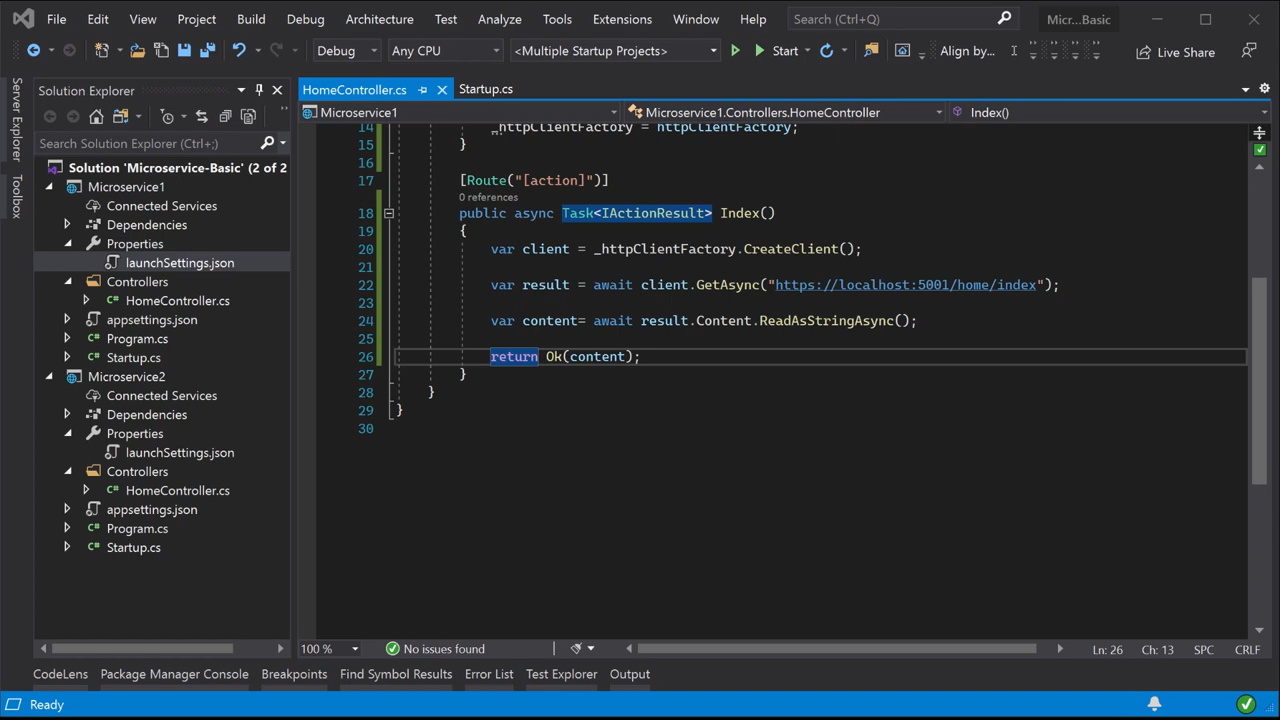 File Edit View Project Build Debug Architecture Test Analyze Tools Extensions Window Help Search (Ctrl+Q) Micr...Basic
Debug Any CPU <Multiple Startup Projects> Start Align by... Live Share
Server Explorer
Toolbox
Solution Explorer
Search Solution Explorer (Ctrl+;)
Solution 'Microservice-Basic' (2 of 2
Microservice1
Connected Services
Dependencies
Properties
launchSettings.json
Controllers
HomeController.cs
appsettings.json
Program.cs
Startup.cs
Microservice2
Connected Services
Dependencies
Properties
launchSettings.json
Controllers
HomeController.cs
appsettings.json
Program.cs
Startup.cs
HomeController.cs Startup.cs
Microservice1 Microservice1.Controllers.HomeController Index()
14 _httpClientFactory = httpClientFactory;
15 }
16
17 [Route("[action]")]
0 references
18 public async Task<IActionResult> Index()
19 {
20 var client = _httpClientFactory.CreateClient();
21
22 var result = await client.GetAsync("https://localhost:5001/home/index");
23
24 var content= await result.Content.ReadAsStringAsync();
25
26 return Ok(content);
27 }
28 }
29 }
30
100 % No issues found Ln: 26 Ch: 13 SPC CRLF
CodeLens Package Manager Console Breakpoints Find Symbol Results Error List Test Explorer Output
Ready